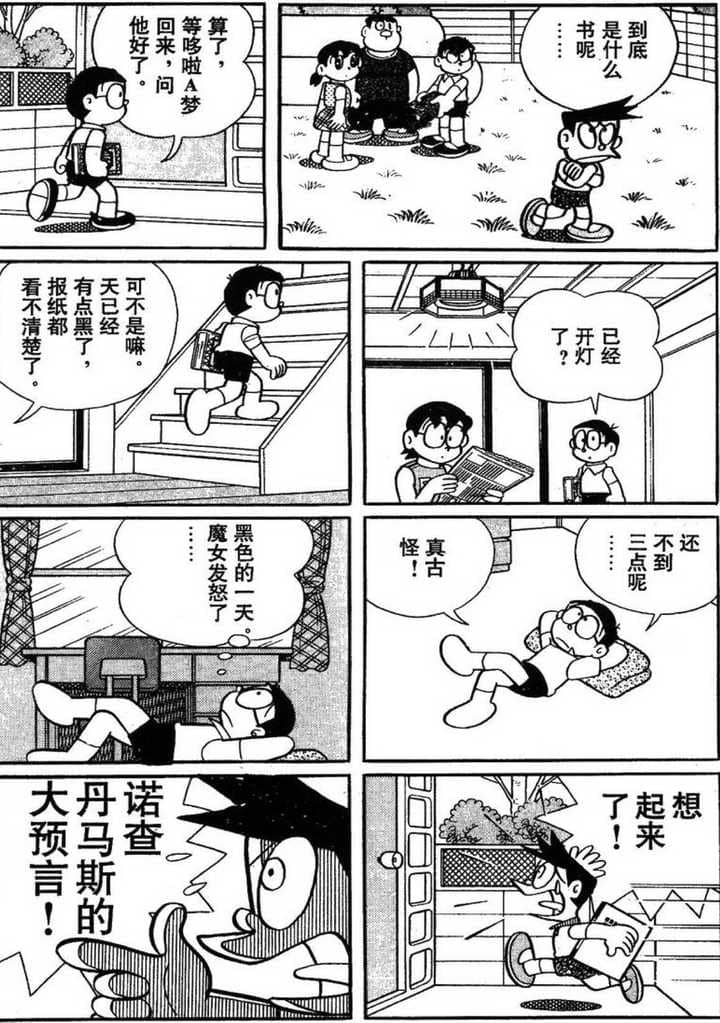 到底
是什么
书呢
……
算了，
等哆啦A梦
回来，问
他好了。
已经
开灯
了？
可不是嘛。
天已经
有点黑了，
报纸都
看不清楚了。
还
不到
三点呢
……
真古
怪！
黑色的一天。
魔女发怒了
……
想
起来
了！
诺查
丹马斯的
大预言！